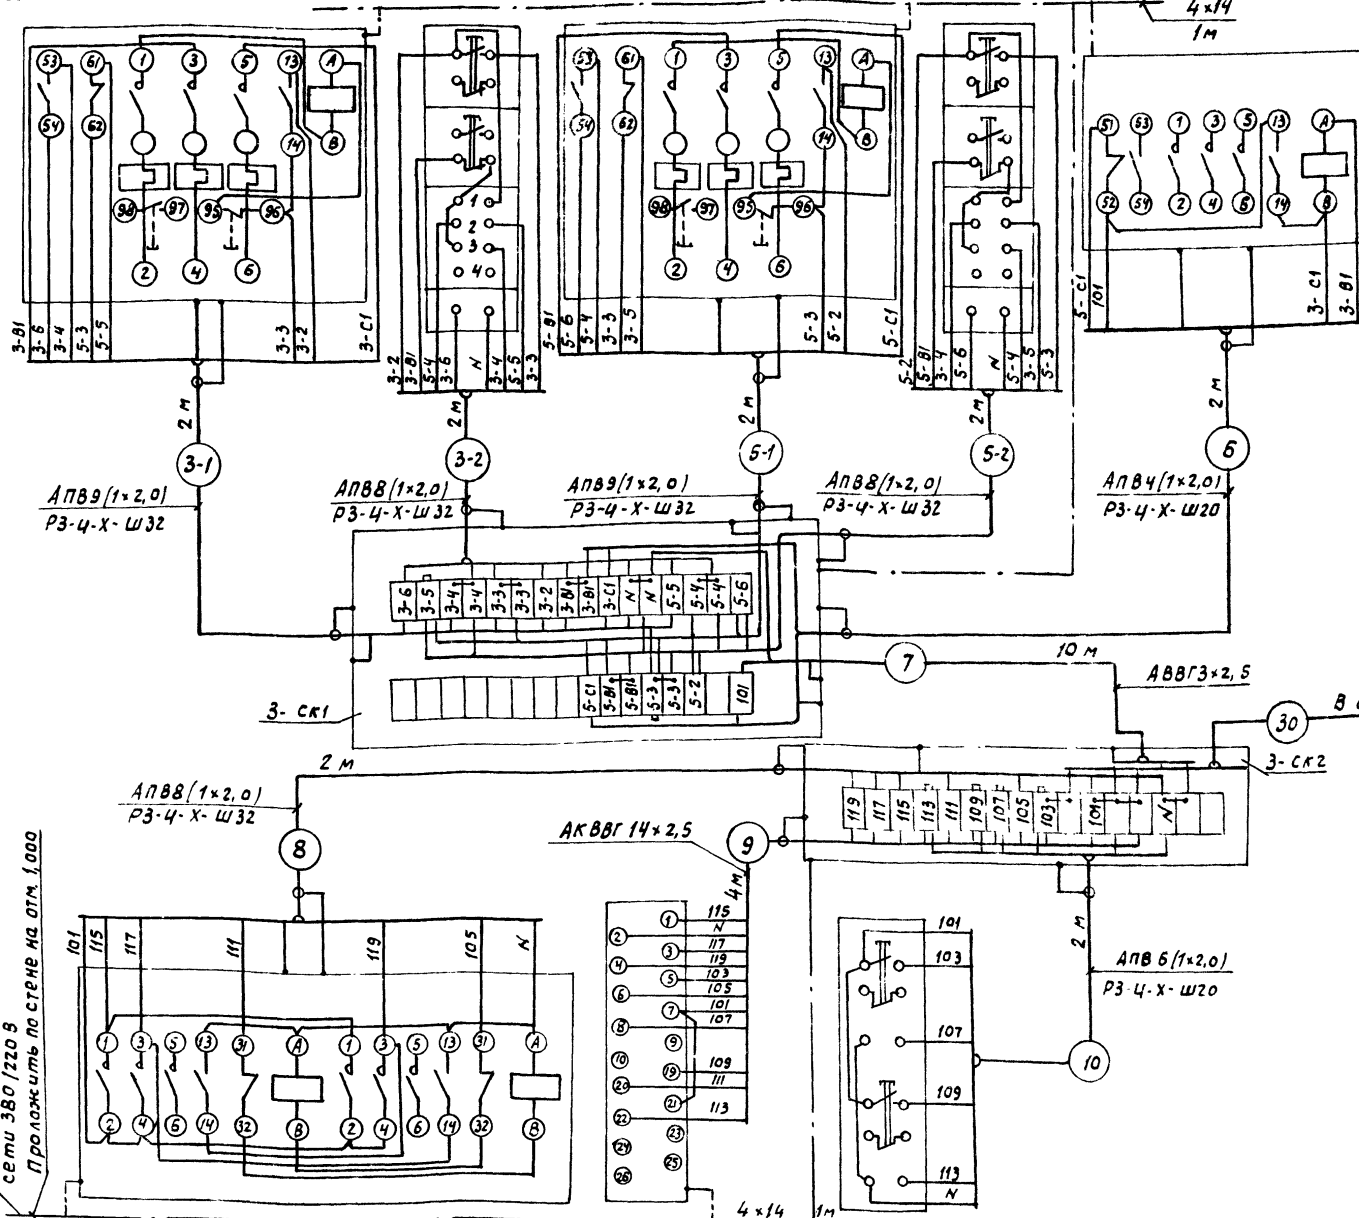 4×14
1м
53 61 1 3 5 13 А
54 62 14 В
98 97 95 96
2 4 6
3-В1 3-6 3-4 5-3 5-5 3-3 3-2 3-С1
1
2
3
4
3-2 3-В1 5-4 3-6 N 3-4 5-5 3-3
53 61 1 3 5 13 А
54 62 14 В
98 97 95 96
2 4 6
5-В1 5-6 5-4 3-3 3-5 5-3 5-2 5-С1
5-2 5-В1 3-4 5-6 N 5-4 3-5 5-3
51 53 1 3 5 13 А
52 54 2 4 6 14 В
5-С1 101 3-С1 3-В1
2 м 2 м 2 м 2 м 2 м
3-1 3-2 5-1 5-2 6
АПВ9(1×2,0)
РЗ-Ц-Х-Ш32
АПВ8(1×2,0)
РЗ-Ц-Х-Ш32
АПВ9(1×2,0)
РЗ-Ц-Х-Ш32
АПВ8(1×2,0)
РЗ-Ц-Х-Ш32
АПВ4(1×2,0)
РЗ-Ц-Х-Ш20
3-6 3-5 3-4 3-4 3-3 3-3 3-2 3-В1 3-В1 3-С1 N N 5-5 5-4 5-4 5-6
5-С1 5-В1 5-В1 5-3 5-3 5-2 101
3-СК1
7
10 м
АВВГ3×2,5
30
В
3-СК2
2 м
АПВ8(1×2,0)
РЗ-Ц-Х-Ш32
8
АКВВГ 14×2,5
9
4м
119 117 115 113 111 109 107 105 103 101 N
2 м
АПВ 6(1×2,0)
РЗ-Ц-Х-Ш20
10
101 115 117 111 119 105 N
1 3 5 13 31 А 1 3 5 13 31 А
2 4 6 14 32 В 2 4 6 14 32 В
1 115
2 N
3 117
4 119
5 103
6 105
7 101
8 107
9
10
19 109
20 111
21
22 113
23
24
25
26
101
103
107
109
113
N
сети 380/220 В
Проложить по стене на отм. 1,000
4×14 1м